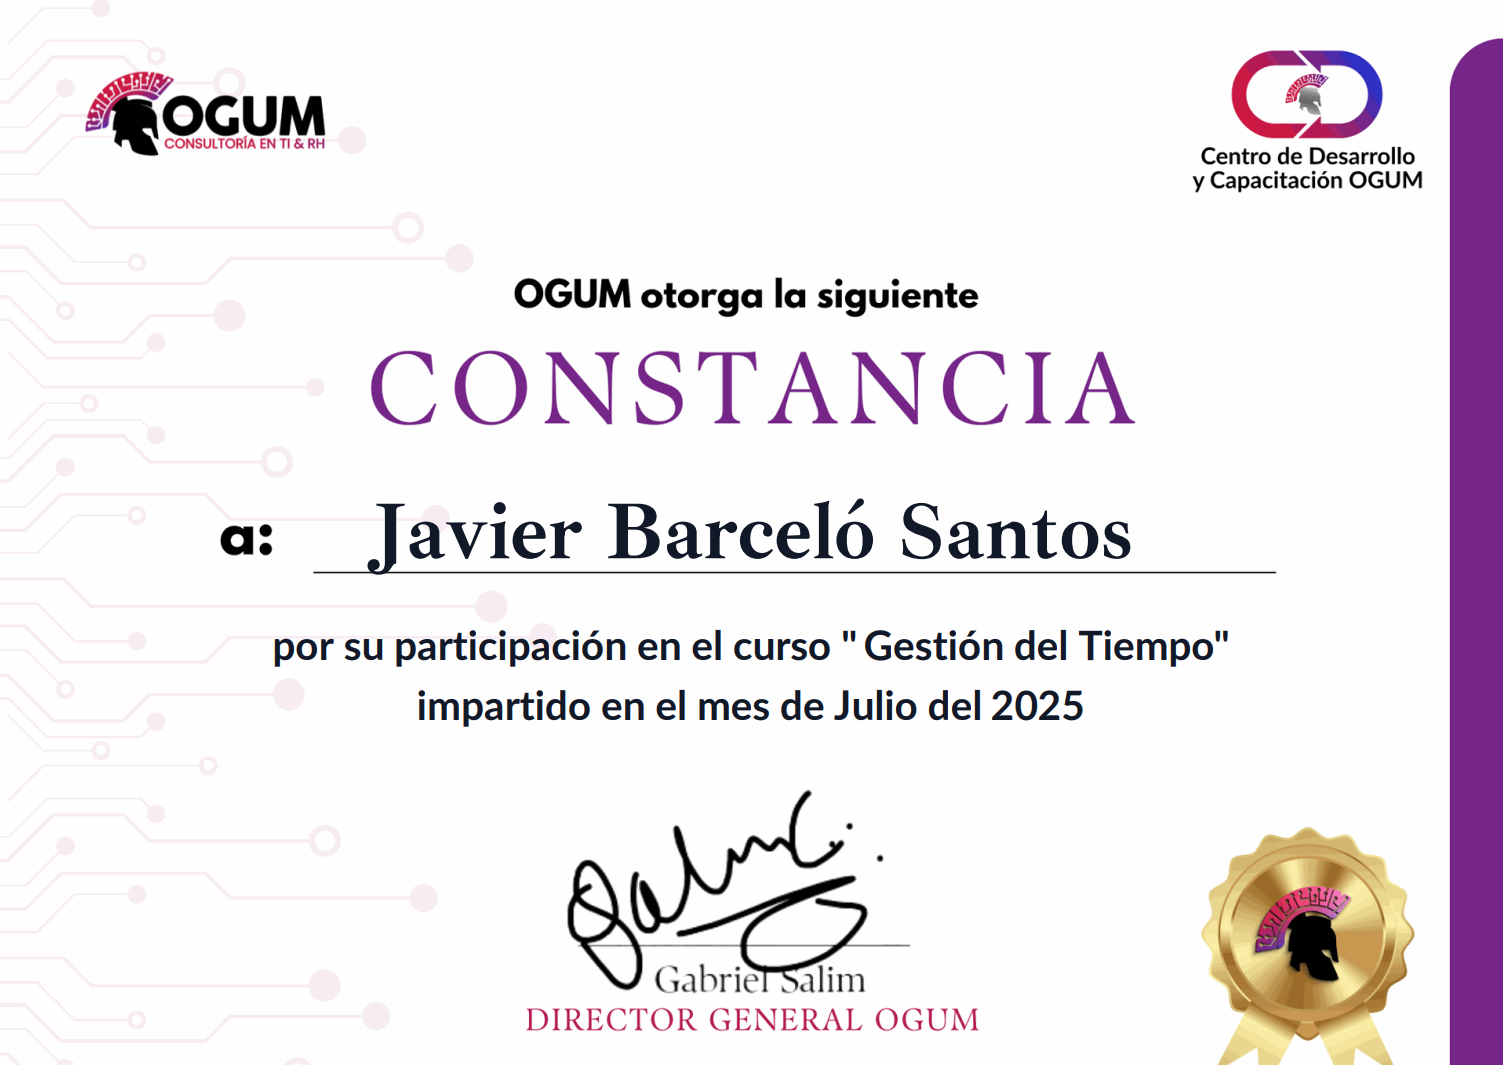 OGUM
CONSULTORÍA EN TI & RH
Centro de Desarrollo
y Capacitación OGUM
OGUM otorga la siguiente
CONSTANCIA
a: Javier Barceló Santos
por su participación en el curso " Gestión del Tiempo"
impartido en el mes de Julio del 2025
Gabriel Salim
DIRECTOR GENERAL OGUM